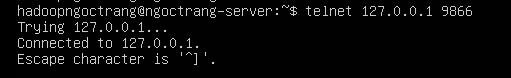 hadoopngoctrang@ngoctrang-server:~$ telnet 127.0.0.1 9866
Trying 127.0.0.1...
Connected to 127.0.0.1.
Escape character is '^]'.